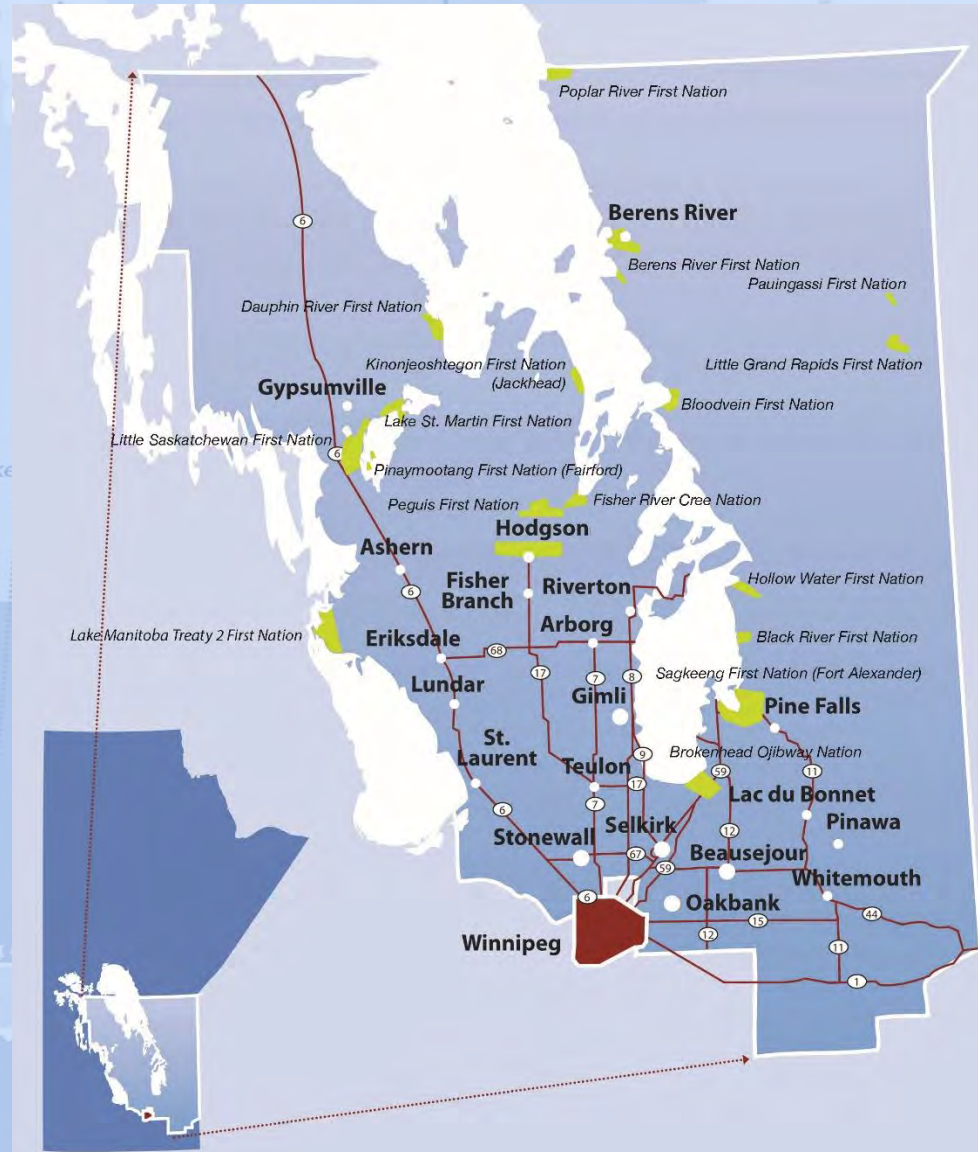 Poplar River First Nation
6
Berens River
Berens River First Nation
Pauingassi First Nation
Dauphin River First Nation
Little Grand Rapids First Nation
Kinonjeoshtegon First Nation
(Jackhead)
Gypsumville
Bloodvein First Nation
Lake St. Martin First Nation
Little Saskatchewan First Nation
6
Pinaymootang First Nation (Fairford)
Peguis First Nation
Fisher River Cree Nation
Hodgson
Ashern
Hollow Water First Nation
6
Fisher
Branch
Riverton
Lake Manitoba Treaty 2 First Nation
Arborg
Black River First Nation
Eriksdale
68
17
7
8
Sagkeeng First Nation (Fort Alexander)
Lundar
Gimli
Pine Falls
St.
Laurent
9
Brokenhead Ojibway Nation
Teulon
17
59
11
Lac du Bonnet
6
7
Selkirk
12
Pinawa
Stonewall
67
Beausejour
59
Whitemouth
6
Oakbank
44
15
Winnipeg
12
11
1